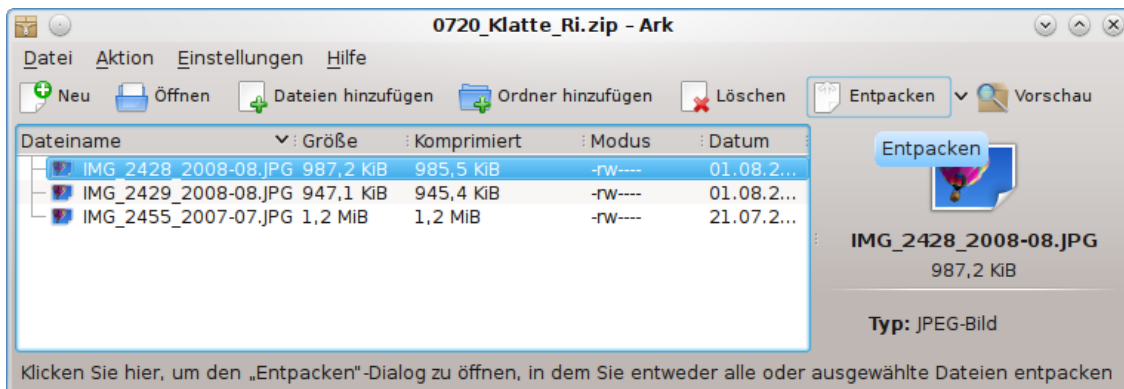 0720_Klatte_Ri.zip – Ark
Datei Aktion Einstellungen Hilfe
Neu Öffnen Dateien hinzufügen Ordner hinzufügen Löschen Entpacken Vorschau
Dateiname Größe Komprimiert Modus Datum
Entpacken
IMG_2428_2008-08.JPG 987,2 KiB 985,5 KiB -rw---- 01.08.2...
IMG_2429_2008-08.JPG 947,1 KiB 945,4 KiB -rw---- 01.08.2...
IMG_2455_2007-07.JPG 1,2 MiB 1,2 MiB -rw---- 21.07.2...
IMG_2428_2008-08.JPG
987,2 KiB
Typ: JPEG-Bild
Klicken Sie hier, um den „Entpacken"-Dialog zu öffnen, in dem Sie entweder alle oder ausgewählte Dateien entpacken